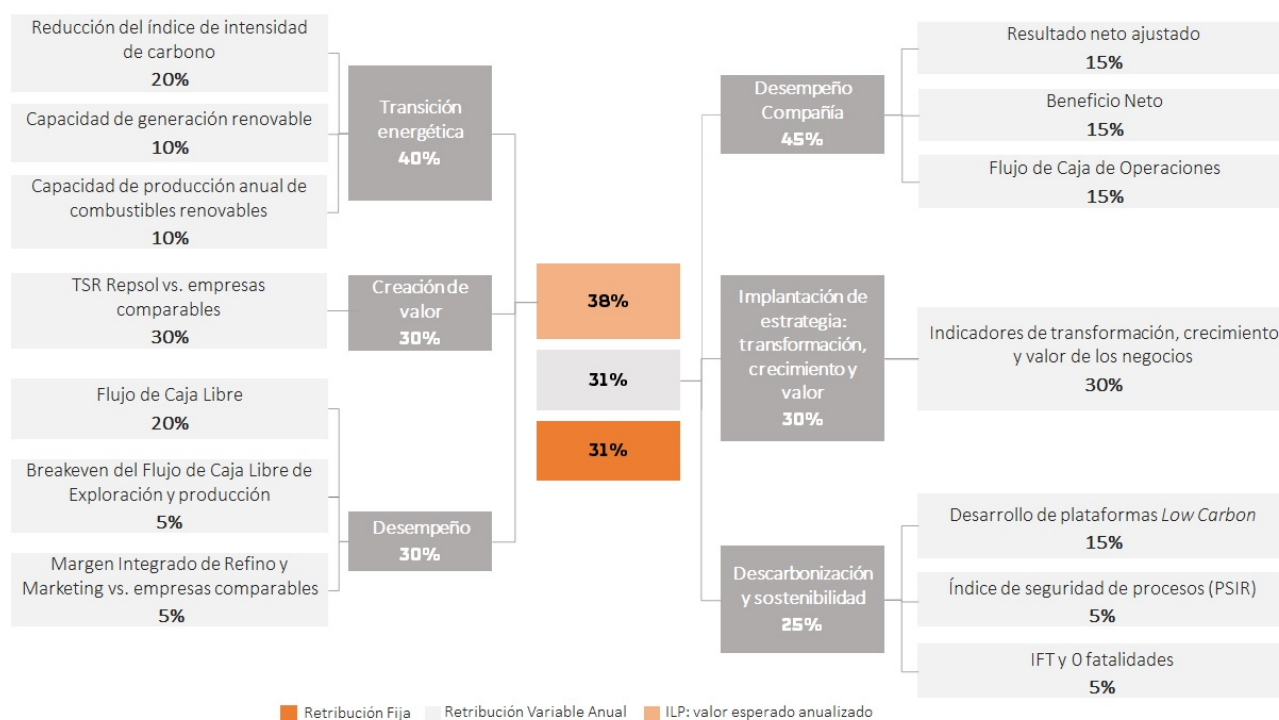 Reducción del índice de intensidad
de carbono
20%
Capacidad de generación renovable
10%
Capacidad de producción anual de
combustibles renovables
10%
Transición
energética
40%
TSR Repsol vs. empresas
comparables
30%
Creación de
valor
30%
Flujo de Caja Libre
20%
Breakeven del Flujo de Caja Libre de
Exploración y producción
5%
Margen Integrado de Refino y
Marketing vs. empresas comparables
5%
Desempeño
30%
38%
31%
31%
Desempeño
Compañía
45%
Resultado neto ajustado
15%
Beneficio Neto
15%
Flujo de Caja de Operaciones
15%
Implantación de
estrategia:
transformación,
crecimiento y
valor
30%
Indicadores de transformación, crecimiento
y valor de los negocios
30%
Descarbonización
y sostenibilidad
25%
Desarrollo de plataformas Low Carbon
15%
Índice de seguridad de procesos (PSIR)
5%
IFT y 0 fatalidades
5%
Retribución Fija
Retribución Variable Anual
ILP: valor esperado anualizado